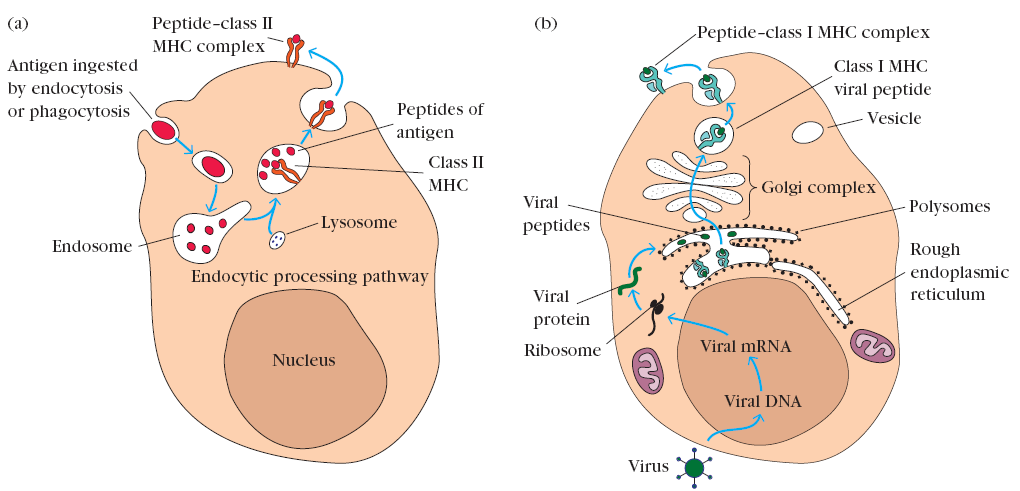 (a)
Peptide–class II
MHC complex
Antigen ingested
by endocytosis
or phagocytosis
Peptides of
antigen
Class II
MHC
Lysosome
Endosome
Endocytic processing pathway
Nucleus
(b)
Peptide–class I MHC complex
Class I MHC
viral peptide
Vesicle
Golgi complex
Viral
peptides
Polysomes
Rough
endoplasmic
reticulum
Viral
protein
Ribosome
Viral mRNA
Viral DNA
Virus